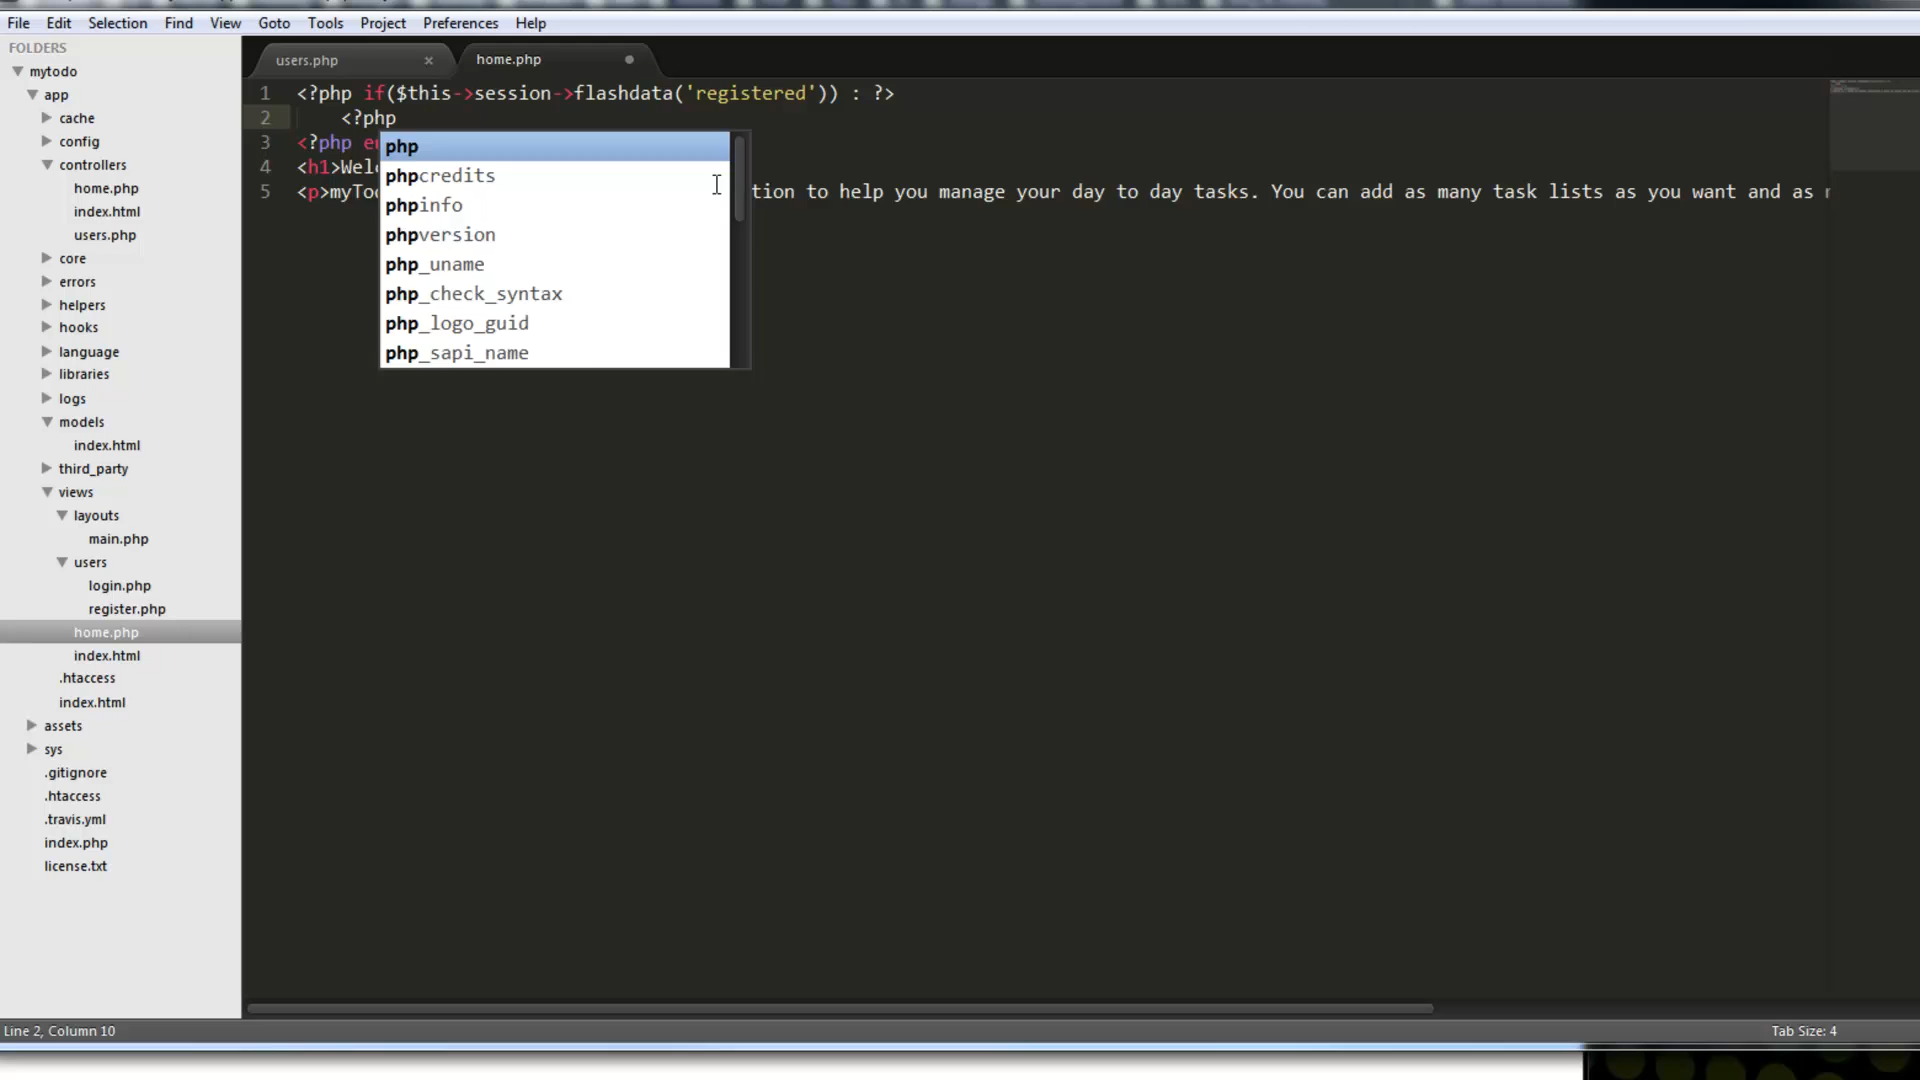 File Edit Selection Find View Goto Tools Project Preferences Help
FOLDERS
mytodo
app
cache
config
controllers
home.php
index.html
users.php
core
errors
helpers
hooks
language
libraries
logs
models
index.html
third_party
views
layouts
main.php
users
login.php
register.php
home.php
index.html
.htaccess
index.html
assets
sys
.gitignore
.htaccess
.travis.yml
index.php
license.txt
users.php × home.php
1 <?php if($this->session->flashdata('registered')) : ?>
2 <?php
3 <?php
4 <h1>Wel
5 <p>myTo tion to help you manage your day to day tasks. You can add as many task lists as you want and as
php
phpcredits
phpinfo
phpversion
php_uname
php_check_syntax
php_logo_guid
php_sapi_name
Line 2, Column 10 Tab Size: 4